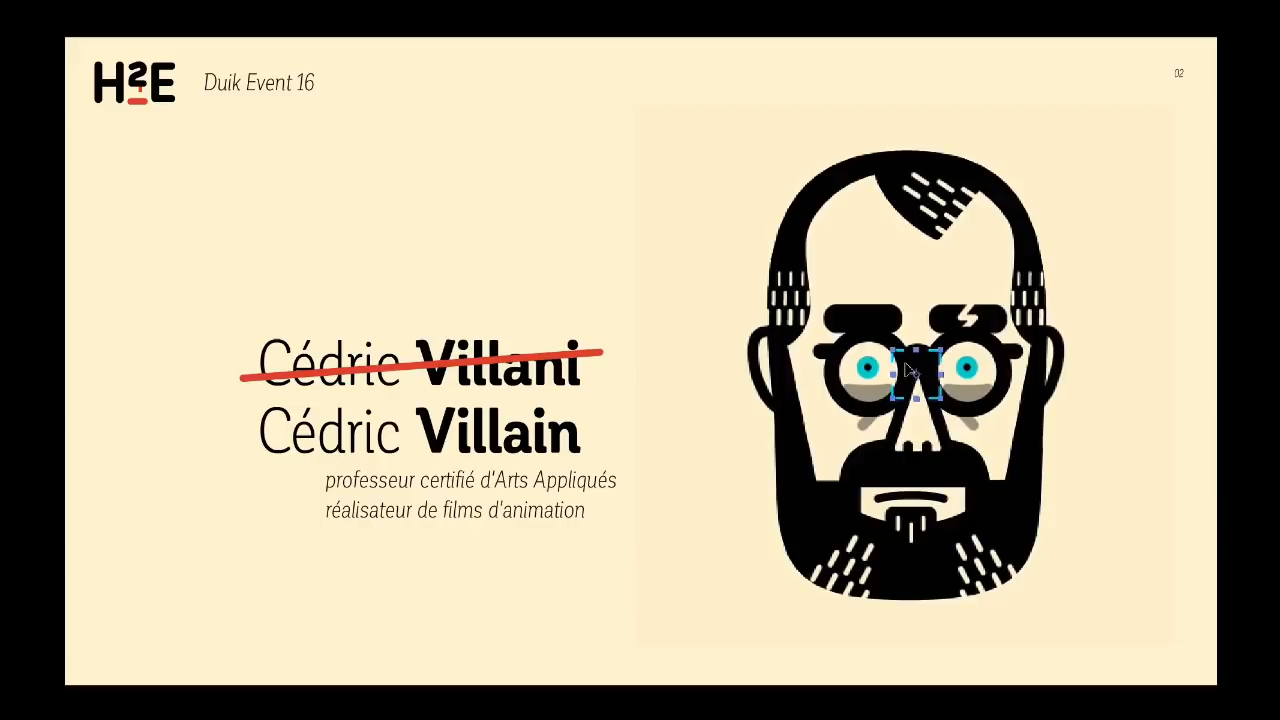 H2E
Duik Event 16
02
Cédric Villani
Cédric Villain
professeur certifié d'Arts Appliqués
réalisateur de films d'animation